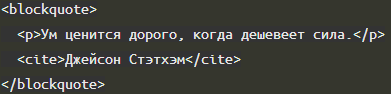 <blockquote>
<p>Ум ценится дорого, когда дешевеет сила.</p>
<cite>Джейсон Стэтхэм</cite>
</blockquote>